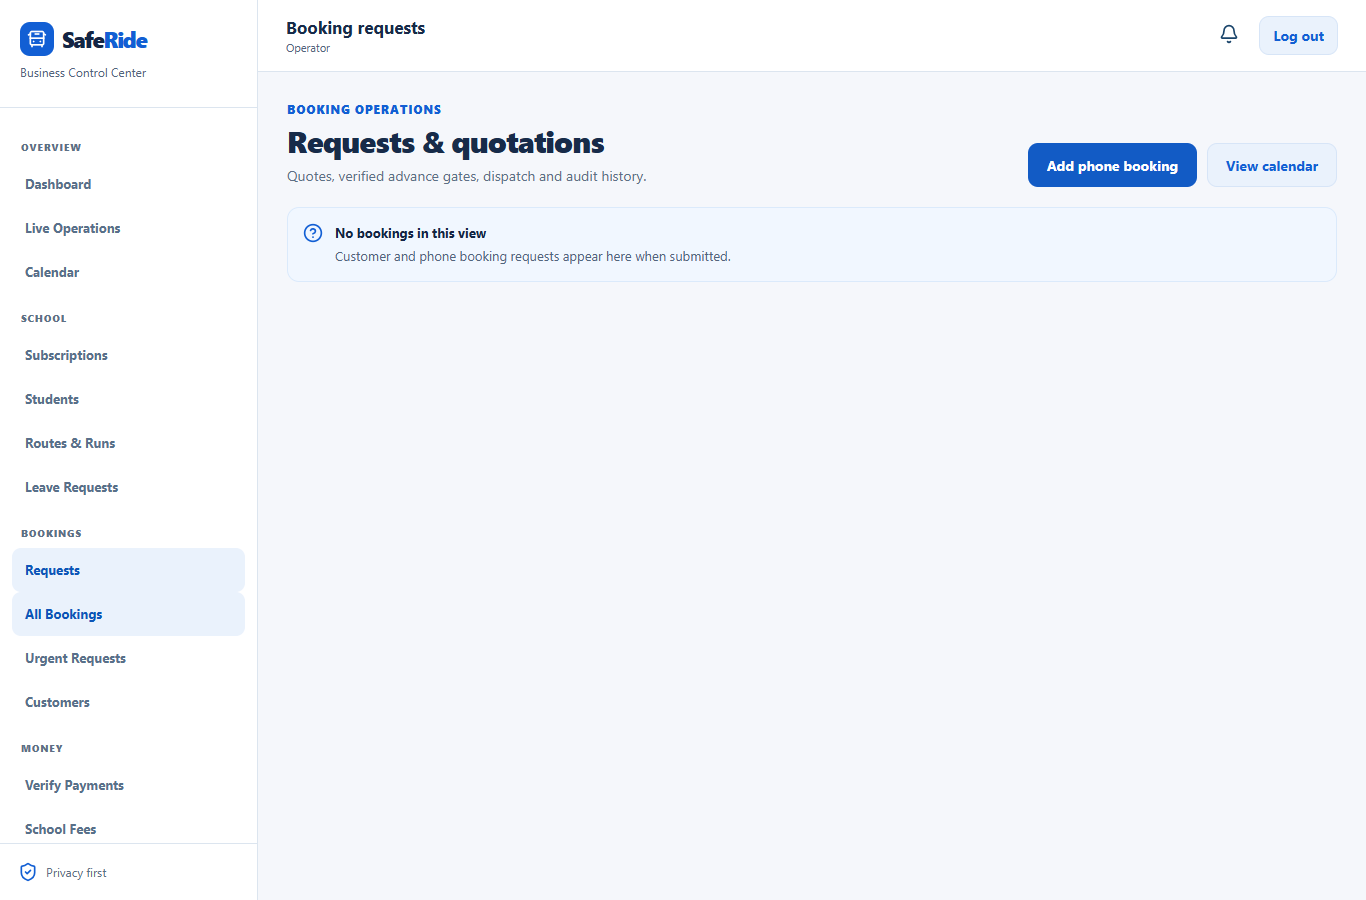 SafeRide
Business Control Center
OVERVIEW
Dashboard
Live Operations
Calendar
SCHOOL
Subscriptions
Students
Routes & Runs
Leave Requests
BOOKINGS
Requests
All Bookings
Urgent Requests
Customers
MONEY
Verify Payments
School Fees
Privacy first
Booking requests
Operator
Log out
BOOKING OPERATIONS
Requests & quotations
Quotes, verified advance gates, dispatch and audit history.
Add phone booking
View calendar
No bookings in this view
Customer and phone booking requests appear here when submitted.